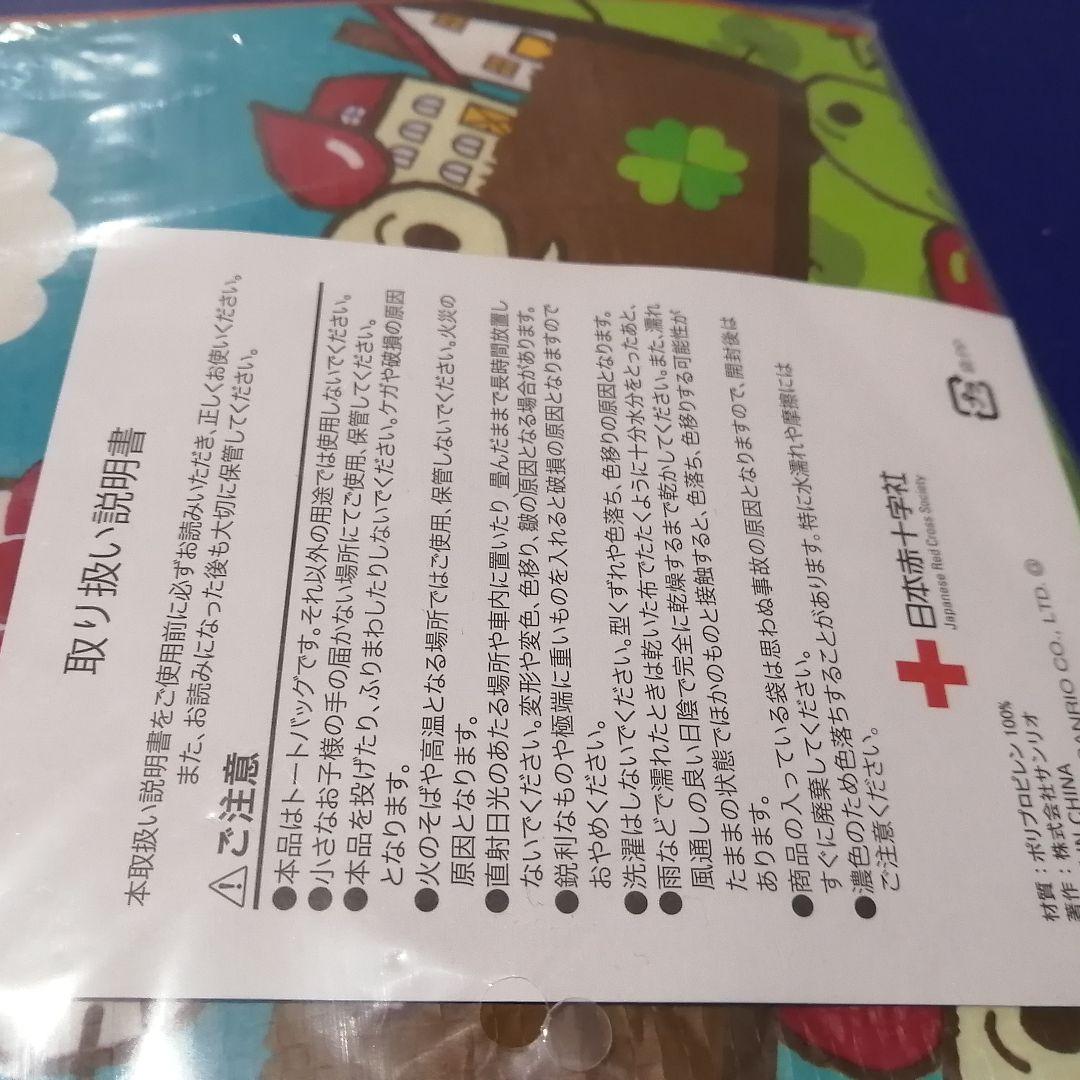 取り扱い説明書
本取扱い説明書をご使用前に必ずお読みいただき、正しくお使いください。
また、お読みになった後も大切に保管してください。
ご注意
●本品はトートバッグです。それ以外の用途では使用しないでください。
●小さなお子様の手の届かない場所にてご使用、保管してください。
●本品を投げたり、ふりまわしたりしないでください。ケガや破損の原因
となります。
●火のそばや高温となる場所ではご使用、保管しないでください。火災の
原因となります。
●直射日光のあたる場所や車内に置いたり 畳んだまま長時間放置し
ないでください。変形や変色、色移り、皺の原因となる場合があります。
●鋭利なものや極端に重いものを入れると破損の原因となりますので
おやめください。
●洗濯はしないでください。型くずれや色落ち、色移りの原因となります。
●雨などで濡れたときは乾いた布でたたくように十分水分をとったあと、
風通しの良い日陰で完全に乾燥するまで乾かしてください。また、濡れ
たままの状態でほかのものと接触すると、色落ち、色移りする可能性が
あります。
●商品の入っている袋は思わぬ事故の原因となりますので、開封後は
すぐに廃棄してください。
●濃色のため色落ちすることがあります。特に水濡れや摩擦には
ご注意ください。
日本赤十字社
Japanese Red Cross Society
プラ
材質：ポリプロピレン 100%
著作：株式会社サンリオ
IN CHINA
ANRIO CO., LTD.